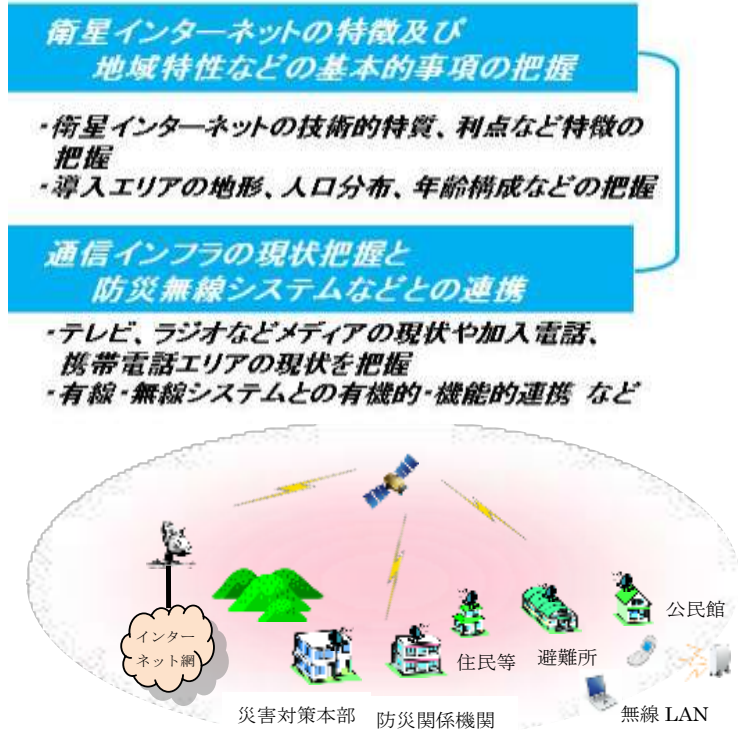 衛星インターネットの特徴及び
地域特性などの基本的事項の把握
・衛星インターネットの技術的特質、利点など特徴の
把握
・導入エリアの地形、人口分布、年齢構成などの把握
通信インフラの現状把握と
防災無線システムなどとの連携
・テレビ、ラジオなどメディアの現状や加入電話、
携帯電話エリアの現状を把握
・有線・無線システムとの有機的・機能的連携 など
インター
ネット網
公民館
住民等
避難所
無線 LAN
災害対策本部
防災関係機関